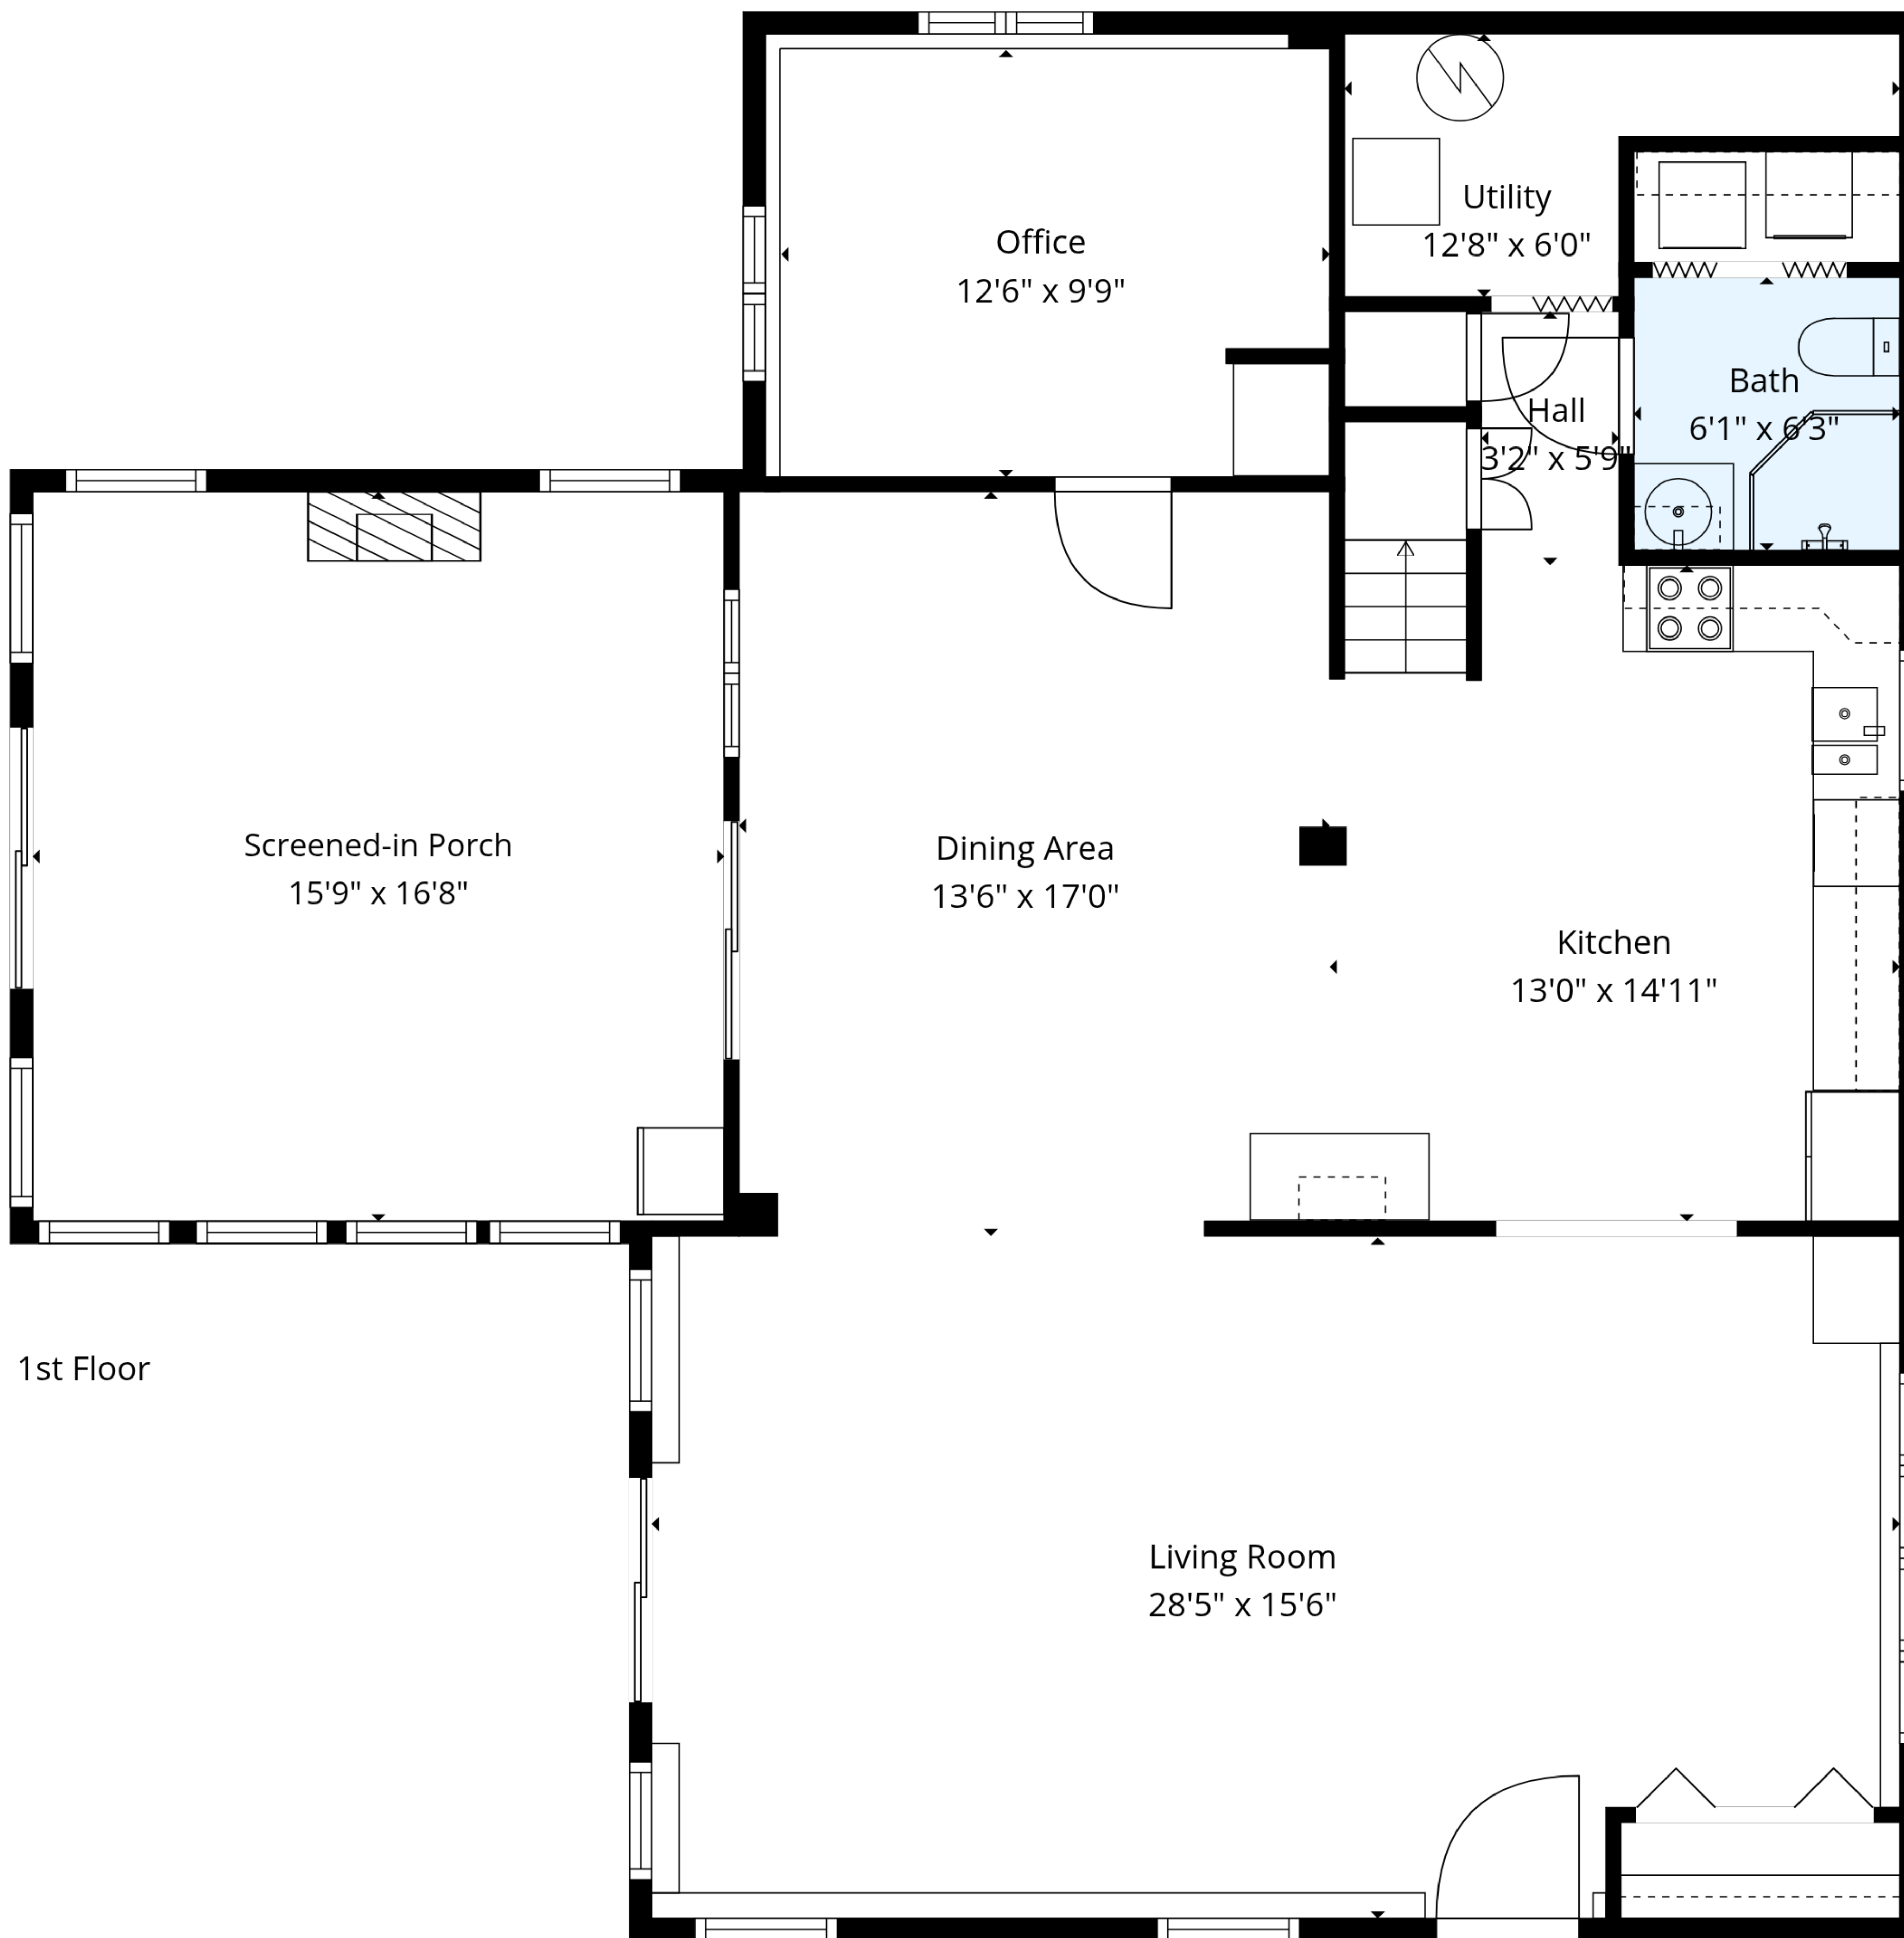 Utility
12'8" x 6'0"
Office
12'6" x 9'9"
Bath
6'1" x 6'3"
Hall
3'2" x 5'9"
Screened-in Porch
15'9" x 16'8"
Dining Area
13'6" x 17'0"
Kitchen
13'0" x 14'11"
1st Floor
Living Room
28'5" x 15'6"